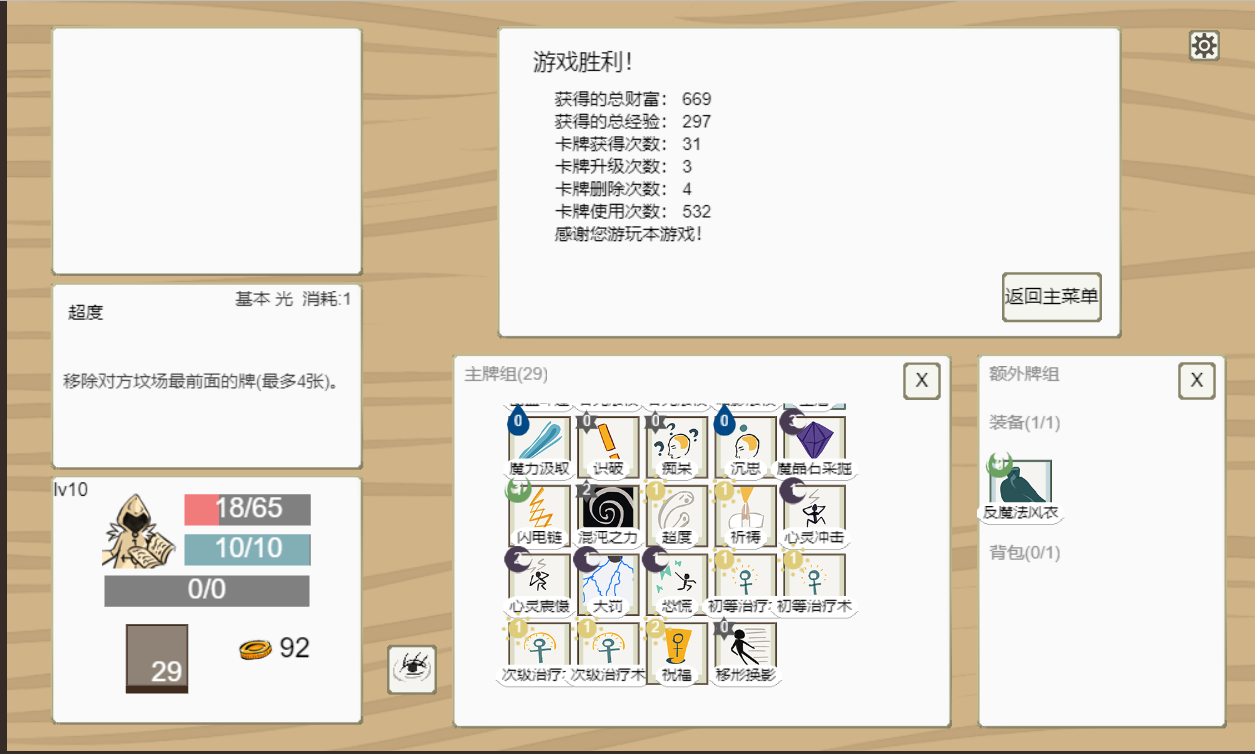 游戏胜利!
获得的总财富: 669
获得的总经验: 297
卡牌获得次数: 31
卡牌升级次数: 3
卡牌删除次数: 4
卡牌使用次数: 532
感谢您游玩本游戏!
返回主菜单
基本 光 消耗:1
超度
移除对方坟场最前面的牌(最多4张)。
lv10
18/65
10/10
0/0
29
92
主牌组(29)
X
0 0 0 0
魔力汲取 识破 痴呆 沉思 魔晶石采掘
2 1 1
闪电链 混沌之力 超度 祈祷 心灵冲击
2 1 1
心灵震慑 大罚 恐慌 初等治疗术 初等治疗术
1 1 2 0
次级治疗 次级治疗术 祝福 移形换影
额外牌组
X
装备(1/1)
反魔法风衣
背包(0/1)